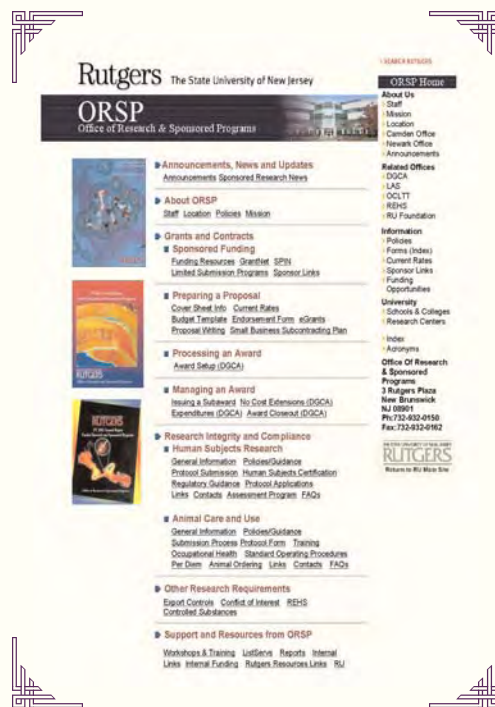 SEARCH RUTGERS
Rutgers The State University of New Jersey
ORSP
Office of Research & Sponsored Programs
Announcements, News and Updates
Announcements Sponsored Research News
About ORSP
Staff Location Policies Mission
Grants and Contracts
Sponsored Funding
Funding Resources GrantNet SPIN
Limited Submission Programs Sponsor Links
Preparing a Proposal
Cover Sheet Info Current Rates
Budget Template Endorsement Form eGrants
Proposal Writing Small Business Subcontracting Plan
Processing an Award
Award Setup (DGCA)
Managing an Award
Issuing a Subaward No Cost Extensions (DGCA)
Expenditures (DGCA) Award Closeout (DGCA)
Research Integrity and Compliance
Human Subjects Research
General Information Policies/Guidance
Protocol Submission Human Subjects Certification
Regulatory Guidance Protocol Applications
Links Contacts Assessment Program FAQs
Animal Care and Use
General Information Policies/Guidance
Submission Process Protocol Form Training
Occupational Health Standard Operating Procedures
Per Diem Animal Ordering Links Contacts FAQs
Other Research Requirements
Export Controls Conflict of Interest REHS
Controlled Substances
Support and Resources from ORSP
Workshops & Training ListServe Reports Internal
Links Internal Funding Rutgers Resources Links RU
ORSP Home
About Us
Staff
Mission
Location
Camden Office
Newark Office
Announcements
Related Offices
DGCA
LAS
OCLTT
REHS
RU Foundation
Information
Policies
Forms (Index)
Current Rates
Sponsor Links
Funding
Opportunities
University
Schools & Colleges
Research Centers
Index
Acronyms
Office Of Research
& Sponsored
Programs
3 Rutgers Plaza
New Brunswick
NJ 08901
Ph:732-932-0150
Fax:732-932-0162
RUTGERS
Return to RU Main Site
RUTGERS
RUTGERS